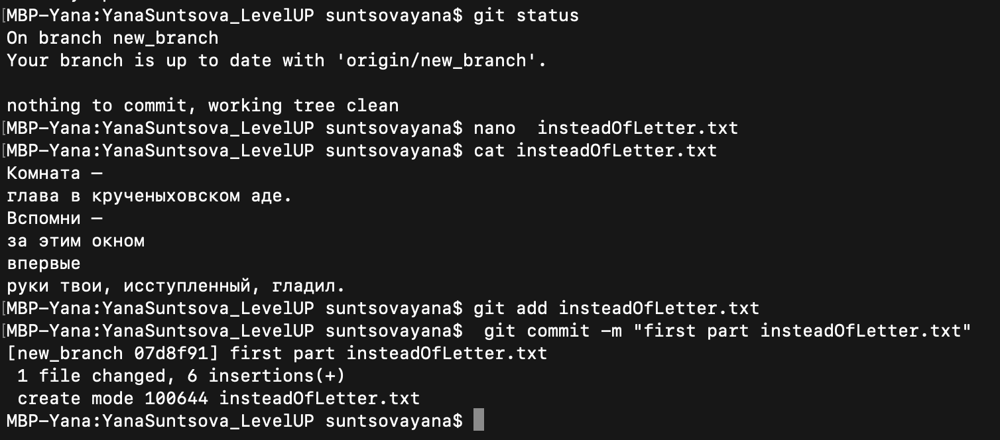 [MBP-Yana:YanaSuntsova_LevelUP suntsovayana$ git status
On branch new_branch
Your branch is up to date with 'origin/new_branch'.
nothing to commit, working tree clean
[MBP-Yana:YanaSuntsova_LevelUP suntsovayana$ nano  insteadOfLetter.txt
[MBP-Yana:YanaSuntsova_LevelUP suntsovayana$ cat insteadOfLetter.txt
Комната —
глава в крученыховском аде.
Вспомни —
за этим окном
впервые
руки твои, исступленный, гладил.
[MBP-Yana:YanaSuntsova_LevelUP suntsovayana$ git add insteadOfLetter.txt
[MBP-Yana:YanaSuntsova_LevelUP suntsovayana$  git commit -m "first part insteadOfLetter.txt"
[new_branch 07d8f91] first part insteadOfLetter.txt
 1 file changed, 6 insertions(+)
 create mode 100644 insteadOfLetter.txt
MBP-Yana:YanaSuntsova_LevelUP suntsovayana$